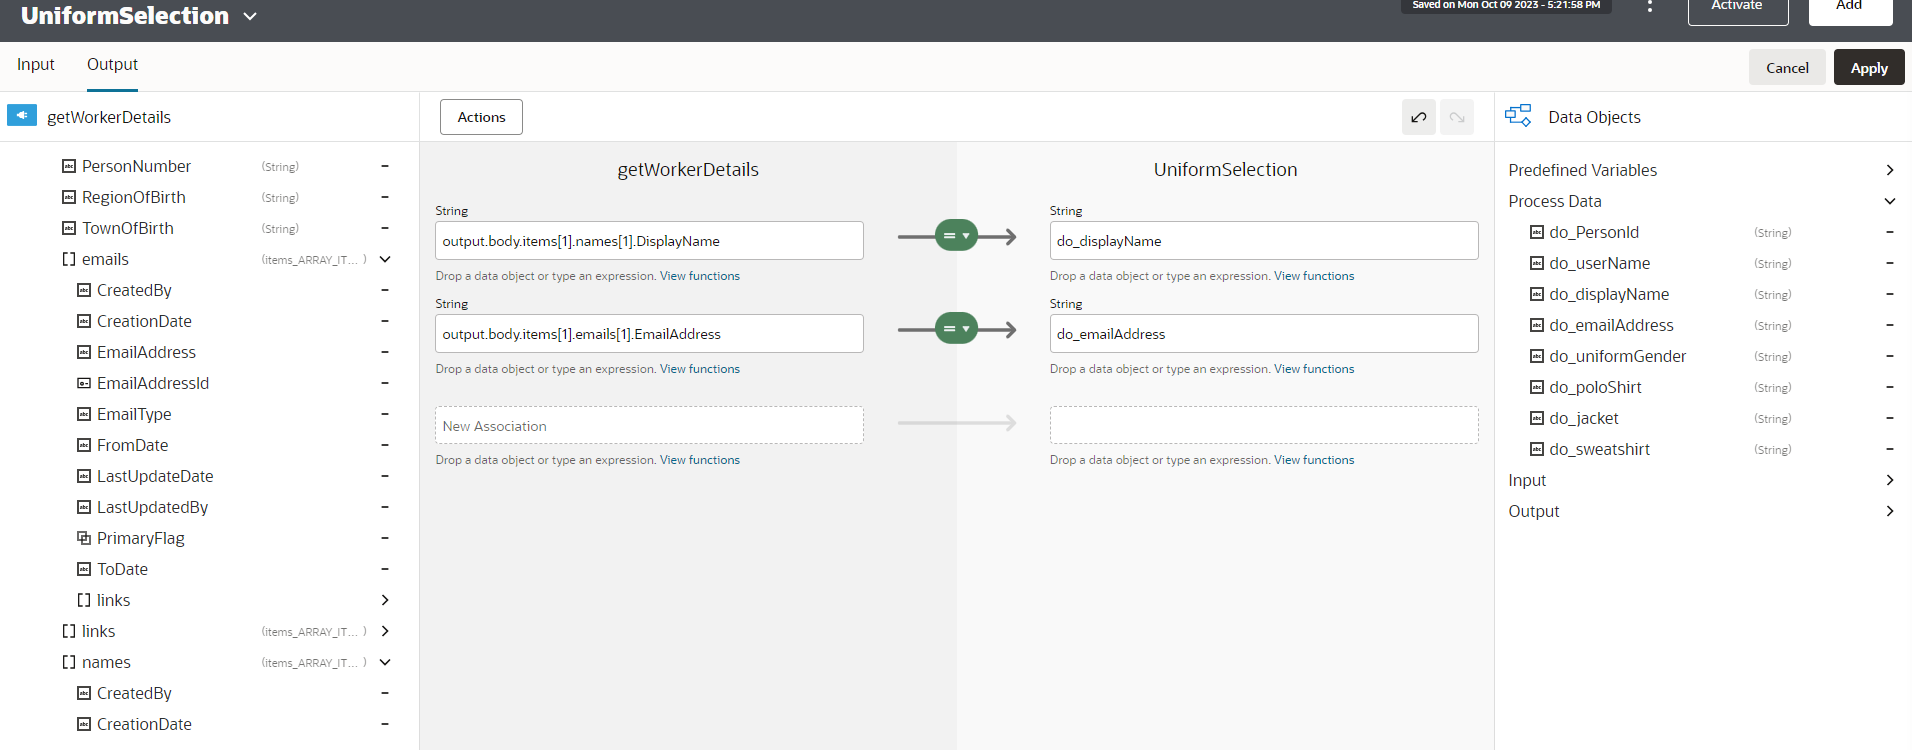 UniformSelection
Saved on Mon Oct 09 2023 - 5:21:58 PM
Activate
Add
Input
Output
Cancel
Apply
getWorkerDetails
PersonNumber (String)
RegionOfBirth (String)
TownOfBirth (String)
emails (items_ARRAY_IT... )
CreatedBy
CreationDate
EmailAddress
EmailAddressId
EmailType
FromDate
LastUpdateDate
LastUpdatedBy
PrimaryFlag
ToDate
links
links (items_ARRAY_IT... )
names (items_ARRAY_IT... )
CreatedBy
CreationDate
Actions
getWorkerDetails
UniformSelection
String
output.body.items[1].names[1].DisplayName
Drop a data object or type an expression. View functions
String
do_displayName
Drop a data object or type an expression. View functions
String
output.body.items[1].emails[1].EmailAddress
Drop a data object or type an expression. View functions
String
do_emailAddress
Drop a data object or type an expression. View functions
New Association
Drop a data object or type an expression. View functions
Drop a data object or type an expression. View functions
Data Objects
Predefined Variables
Process Data
do_PersonId (String)
do_userName (String)
do_displayName (String)
do_emailAddress (String)
do_uniformGender (String)
do_poloShirt (String)
do_jacket (String)
do_sweatshirt (String)
Input
Output